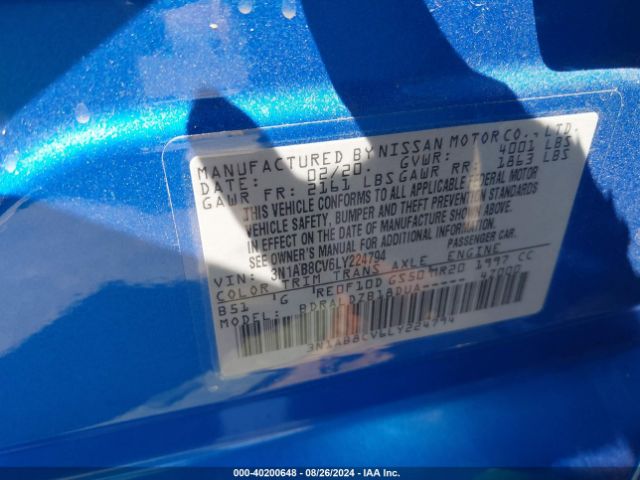 MANUFACTURED BY NISSAN MOTOR CO., LTD.
DATE: 02/20. GVWR: 4001 LBS
GAWR FR: 2161 LBS GAWR RR: 1863 LBS
THIS VEHICLE CONFORMS TO ALL APPLICABLE FEDERAL MOTOR
VEHICLE SAFETY, BUMPER AND THEFT PREVENTION STANDARDS
IN EFFECT ON THE DATE OF MANUFACTURE SHOWN ABOVE.
SEE OWNER'S MANUAL FOR ADDITIONAL INFORMATION
VIN: 3N1AB8CV6LY224794 PASSENGER CAR.
COLOR TRIM TRANS AXLE ENGINE
B51 G RE0F10D GS50 MR20 1997 CC
MODEL: BDRALDZB18DUA----- 47000
3N1AB8CV6LY224794
000-40200648 - 08/26/2024 - IAA Inc.